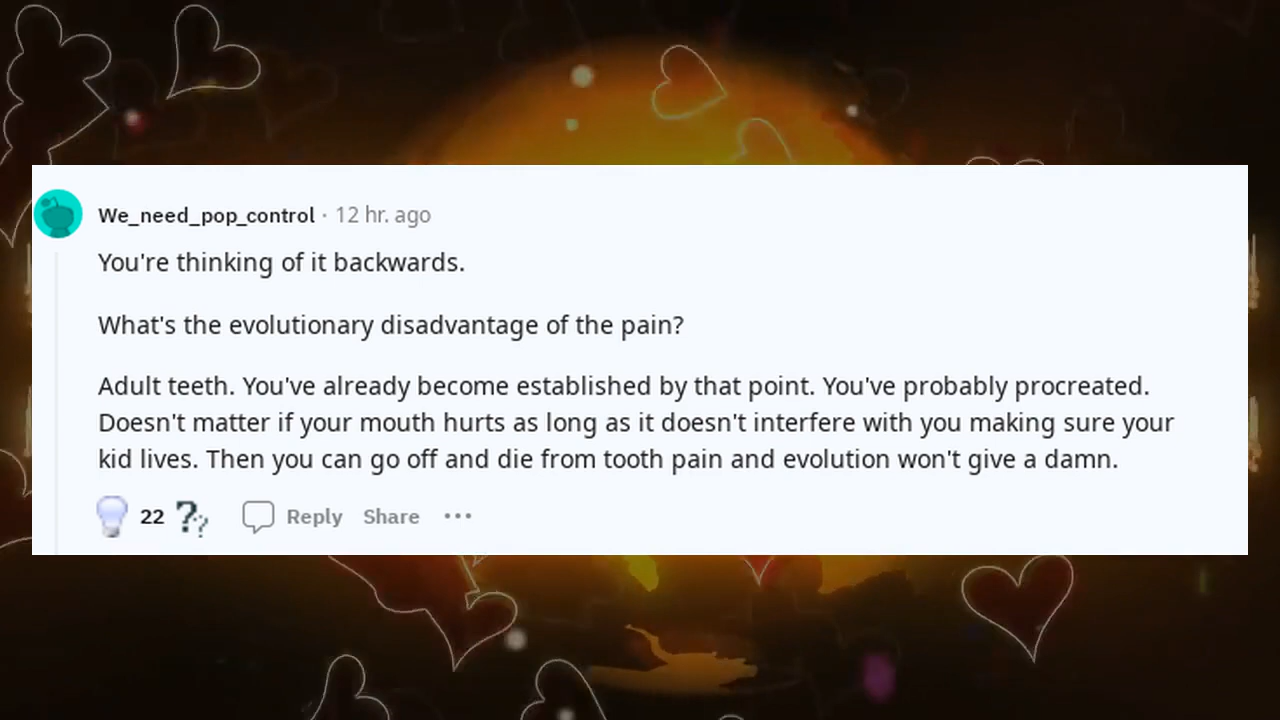 We_need_pop_control · 12 hr. ago
You're thinking of it backwards.
What's the evolutionary disadvantage of the pain?
Adult teeth. You've already become established by that point. You've probably procreated.
Doesn't matter if your mouth hurts as long as it doesn't interfere with you making sure your
kid lives. Then you can go off and die from tooth pain and evolution won't give a damn.
22 Reply Share ···